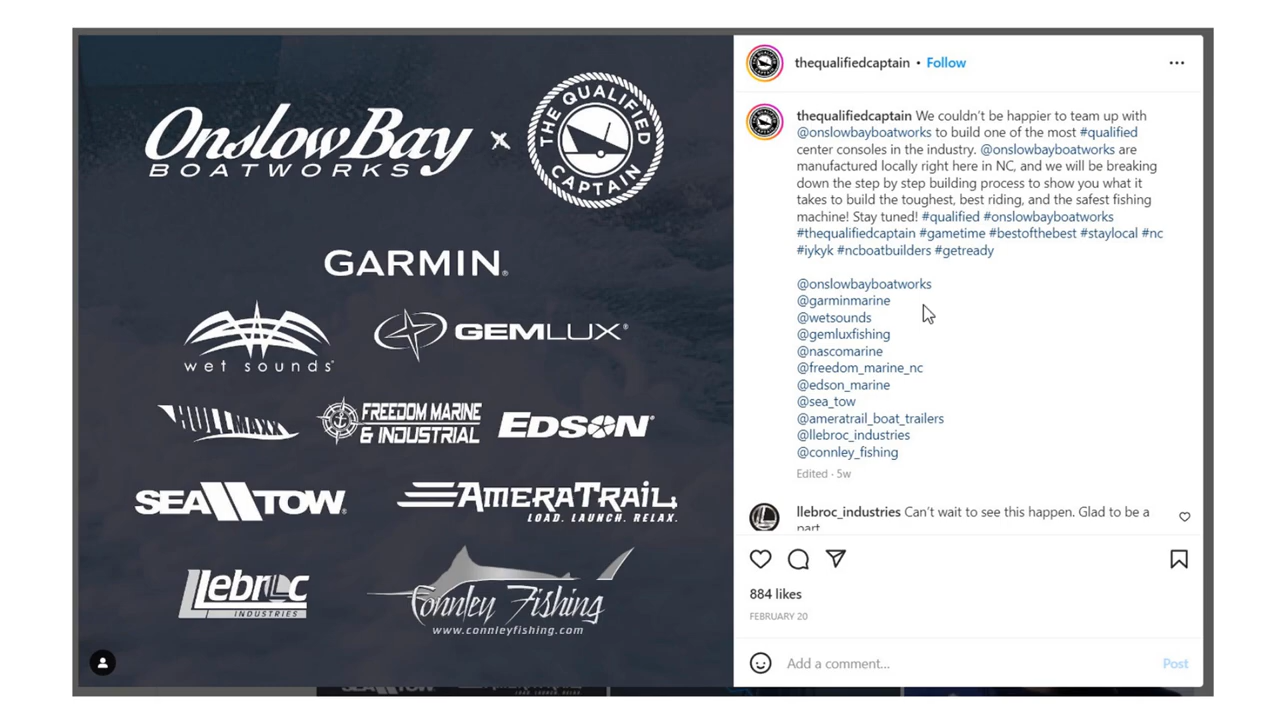 Onslow Bay
BOATWORKS
x
THE QUALIFIED
CAPTAIN
GARMIN®
wet sounds®
GEMLUX®
HULLMAXX
FREEDOM MARINE
& INDUSTRIAL
EDSON®
SEA TOW®
AMERATRAIL
LOAD. LAUNCH. RELAX.
Llebroc
INDUSTRIES
Connley Fishing
www.connleyfishing.com
thequalifiedcaptain • Follow
thequalifiedcaptain We couldn't be happier to team up with
@onslowbayboatworks to build one of the most #qualified
center consoles in the industry. @onslowbayboatworks are
manufactured locally right here in NC, and we will be breaking
down the step by step building process to show you what it
takes to build the toughest, best riding, and the safest fishing
machine! Stay tuned! #qualified #onslowbayboatworks
#thequalifiedcaptain #gametime #bestofthebest #staylocal #nc
#iykyk #ncboatbuilders #getready
@onslowbayboatworks
@garminmarine
@wetsounds
@gemluxfishing
@nascomarine
@freedom_marine_nc
@edson_marine
@sea_tow
@ameratrail_boat_trailers
@llebroc_industries
@connley_fishing
Edited · 5w
llebroc_industries Can't wait to see this happen. Glad to be a
part
884 likes
FEBRUARY 20
Add a comment...
Post